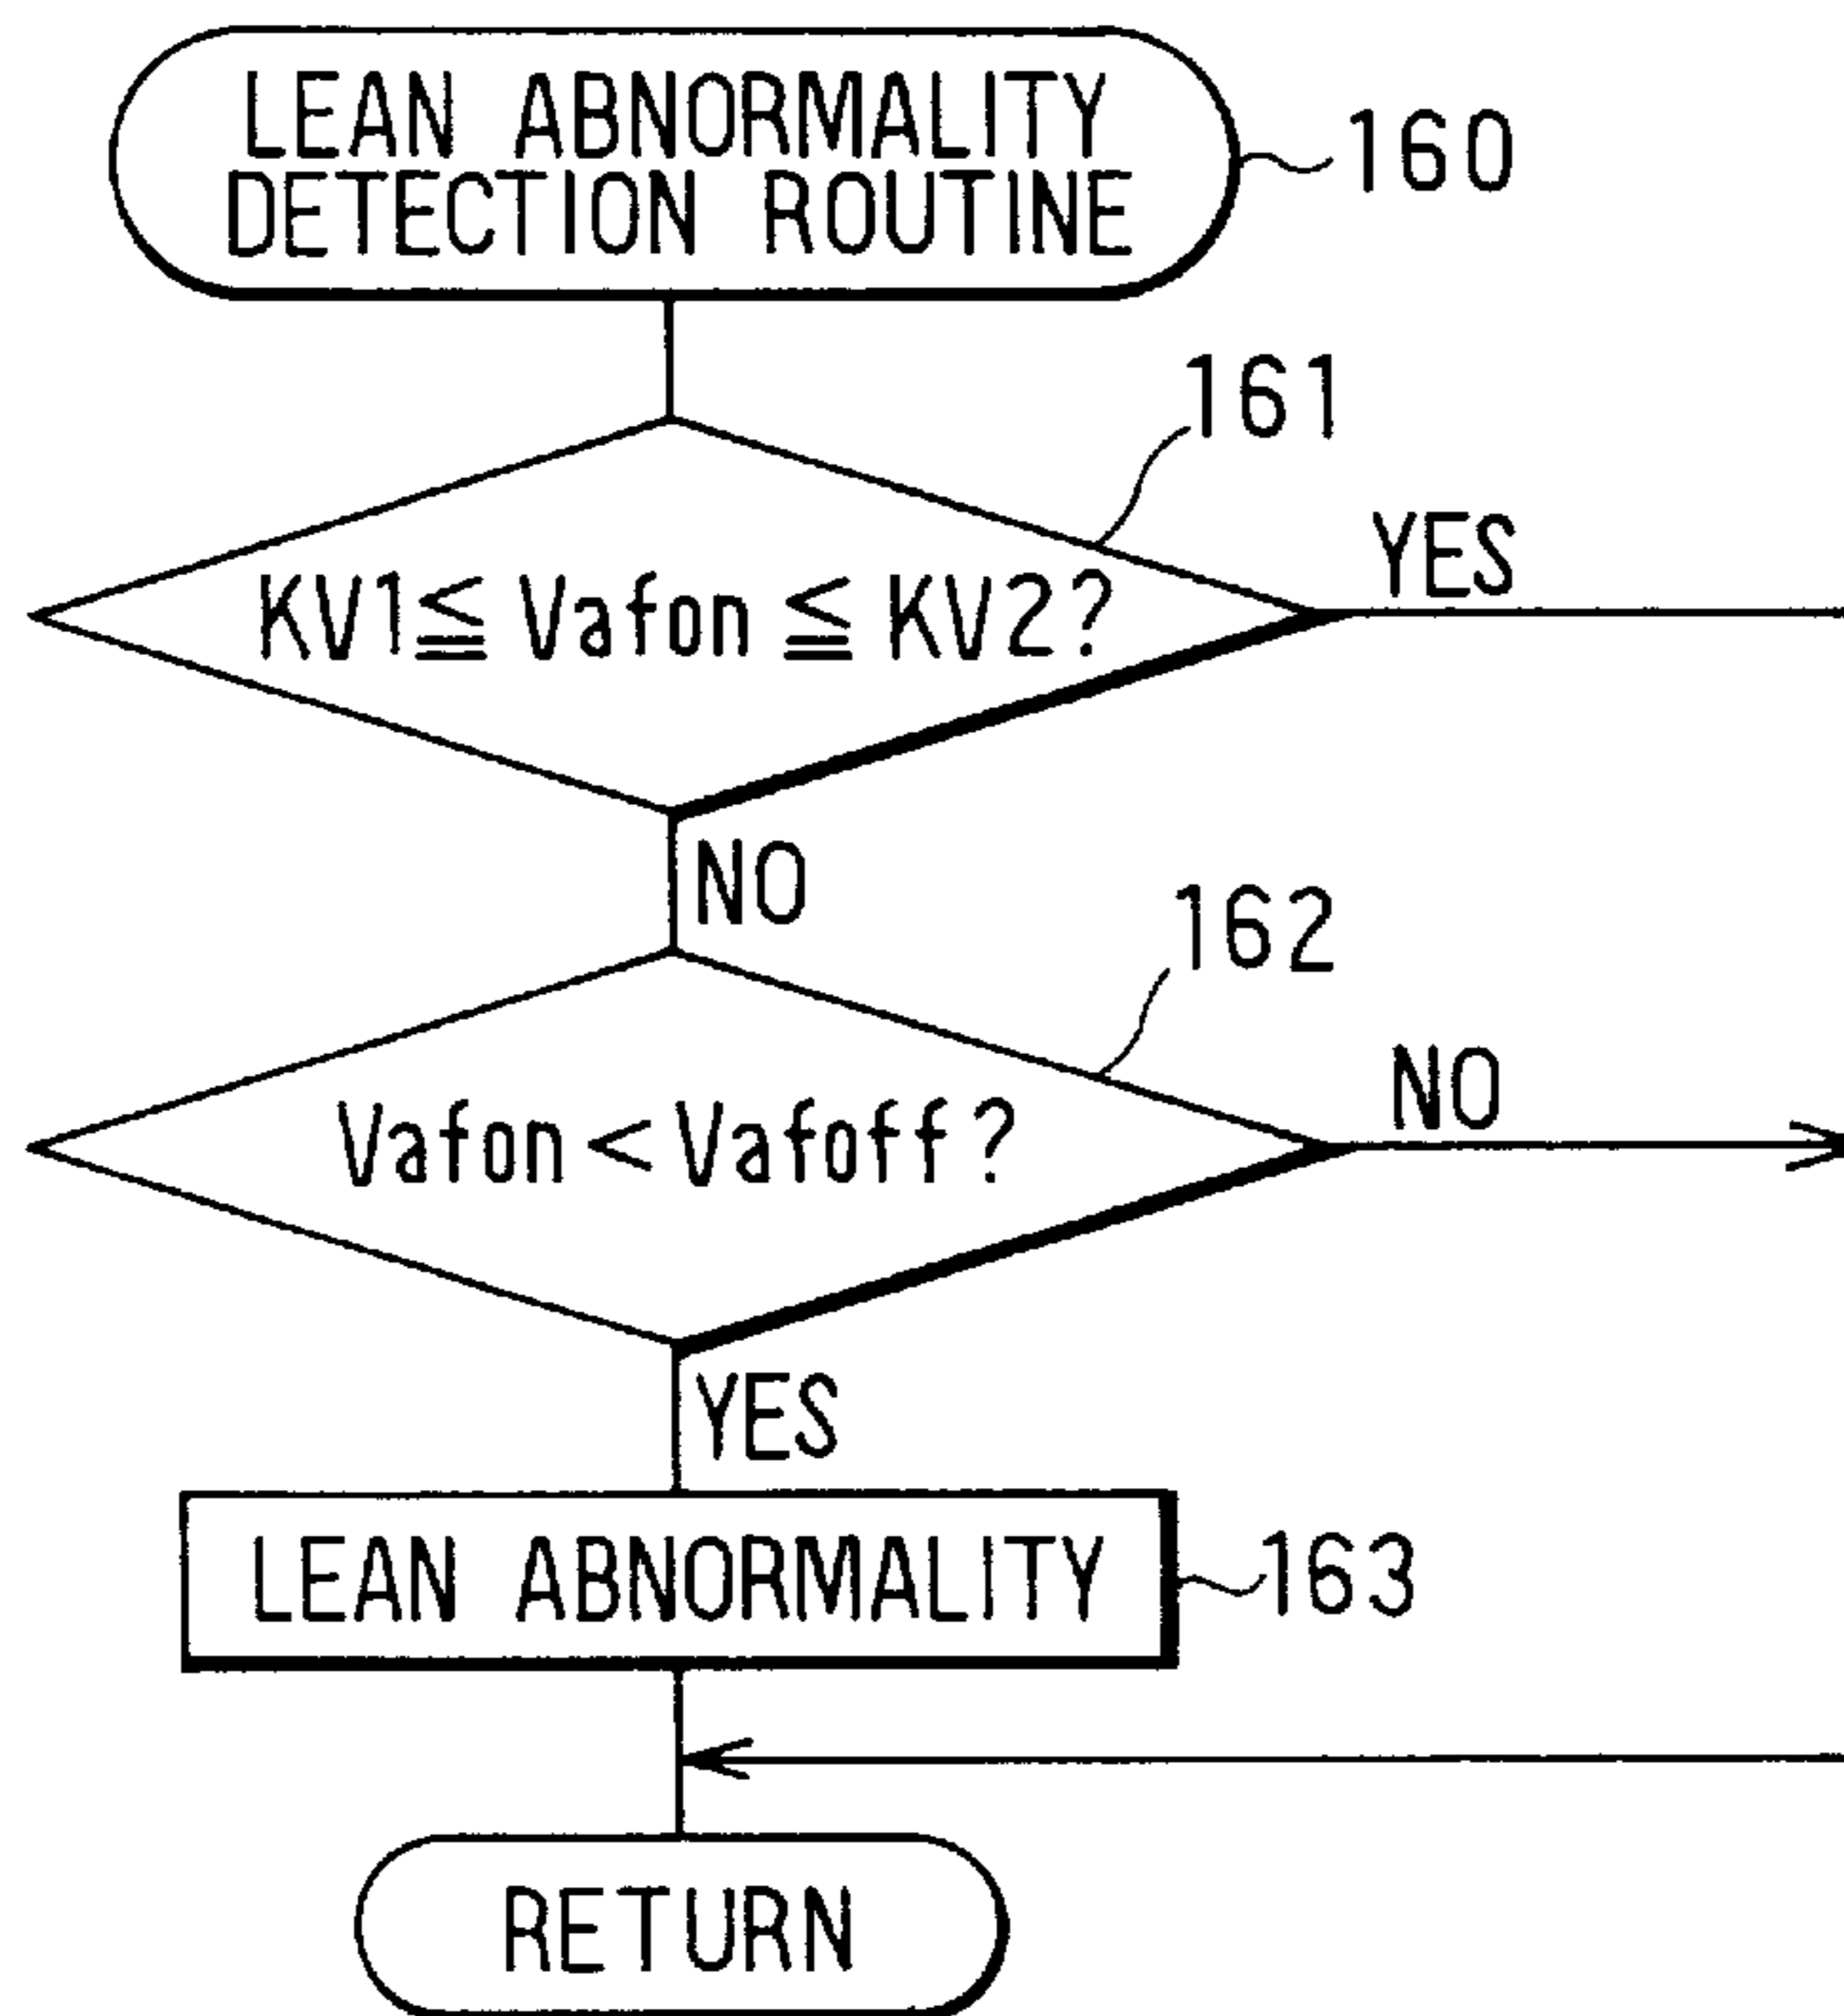 LEAN ABNORMALITY
DETECTION ROUTINE
160
161
YES
KV1≦ Vafon ≦ KV2?
NO
162
NO
Vafon < Vafoff?
YES
LEAN ABNORMALITY
163
RETURN